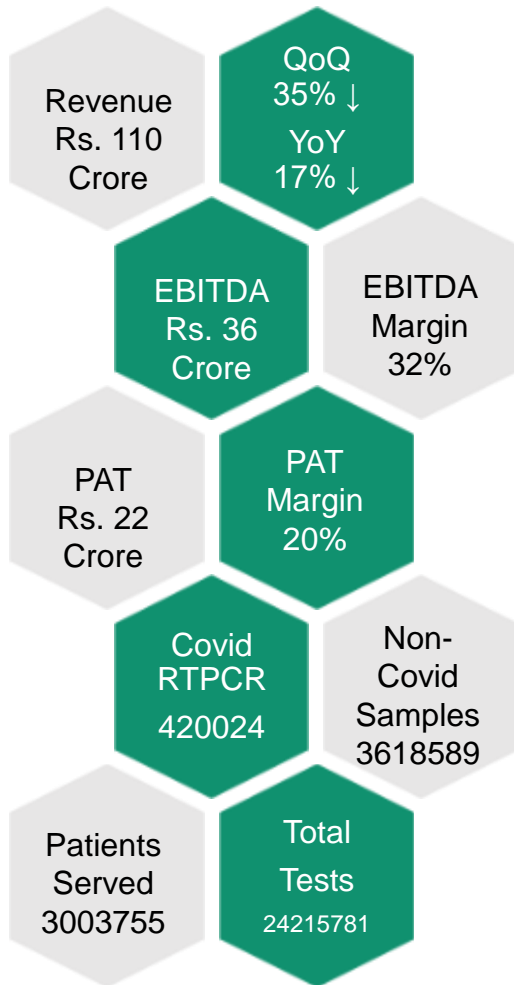 Revenue
Rs. 110
Crore
QoQ
35% ↓
YoY
17% ↓
EBITDA
Rs. 36
Crore
EBITDA
Margin
32%
PAT
Rs. 22
Crore
PAT
Margin
20%
Covid
RTPCR
420024
Non-
Covid
Samples
3618589
Patients
Served
3003755
Total
Tests
24215781